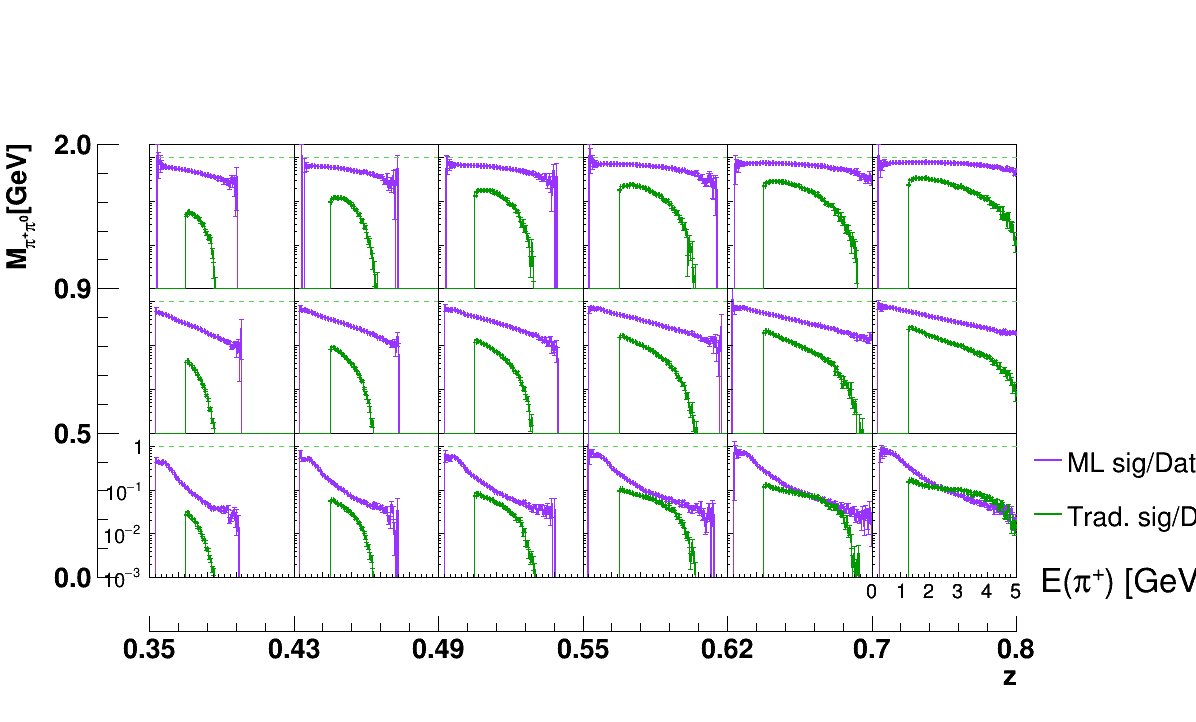 M_{π⁺π⁰} [GeV]
2.0
0.9
0.5
0.0
1
10⁻¹
10⁻²
10⁻³
ML sig/Dat
Trad. sig/D
0 1 2 3 4 5
E(π⁺) [GeV
0.35 0.43 0.49 0.55 0.62 0.7 0.8
z